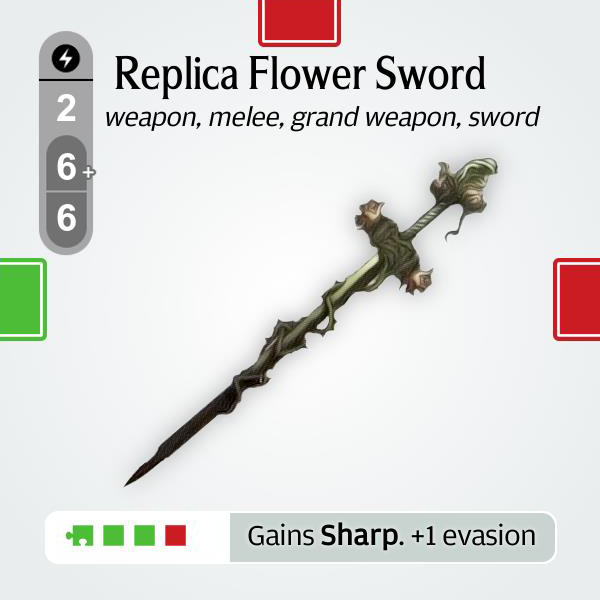 Replica Flower Sword
weapon, melee, grand weapon, sword
2
6+
6
Gains Sharp. +1 evasion